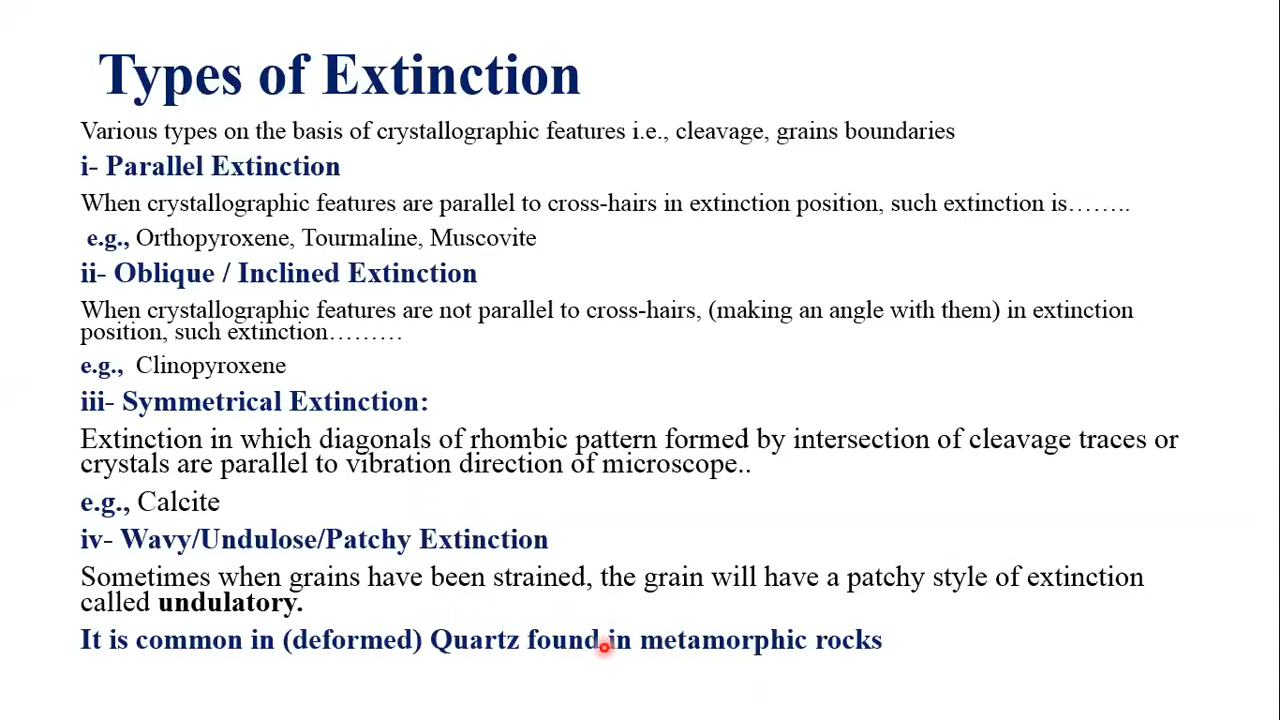 Types of Extinction
Various types on the basis of crystallographic features i.e., cleavage, grains boundaries
i- Parallel Extinction
When crystallographic features are parallel to cross-hairs in extinction position, such extinction is……..
e.g., Orthopyroxene, Tourmaline, Muscovite
ii- Oblique / Inclined Extinction
When crystallographic features are not parallel to cross-hairs, (making an angle with them) in extinction
position, such extinction………
e.g., Clinopyroxene
iii- Symmetrical Extinction:
Extinction in which diagonals of rhombic pattern formed by intersection of cleavage traces or
crystals are parallel to vibration direction of microscope..
e.g., Calcite
iv- Wavy/Undulose/Patchy Extinction
Sometimes when grains have been strained, the grain will have a patchy style of extinction
called undulatory.
It is common in (deformed) Quartz found in metamorphic rocks